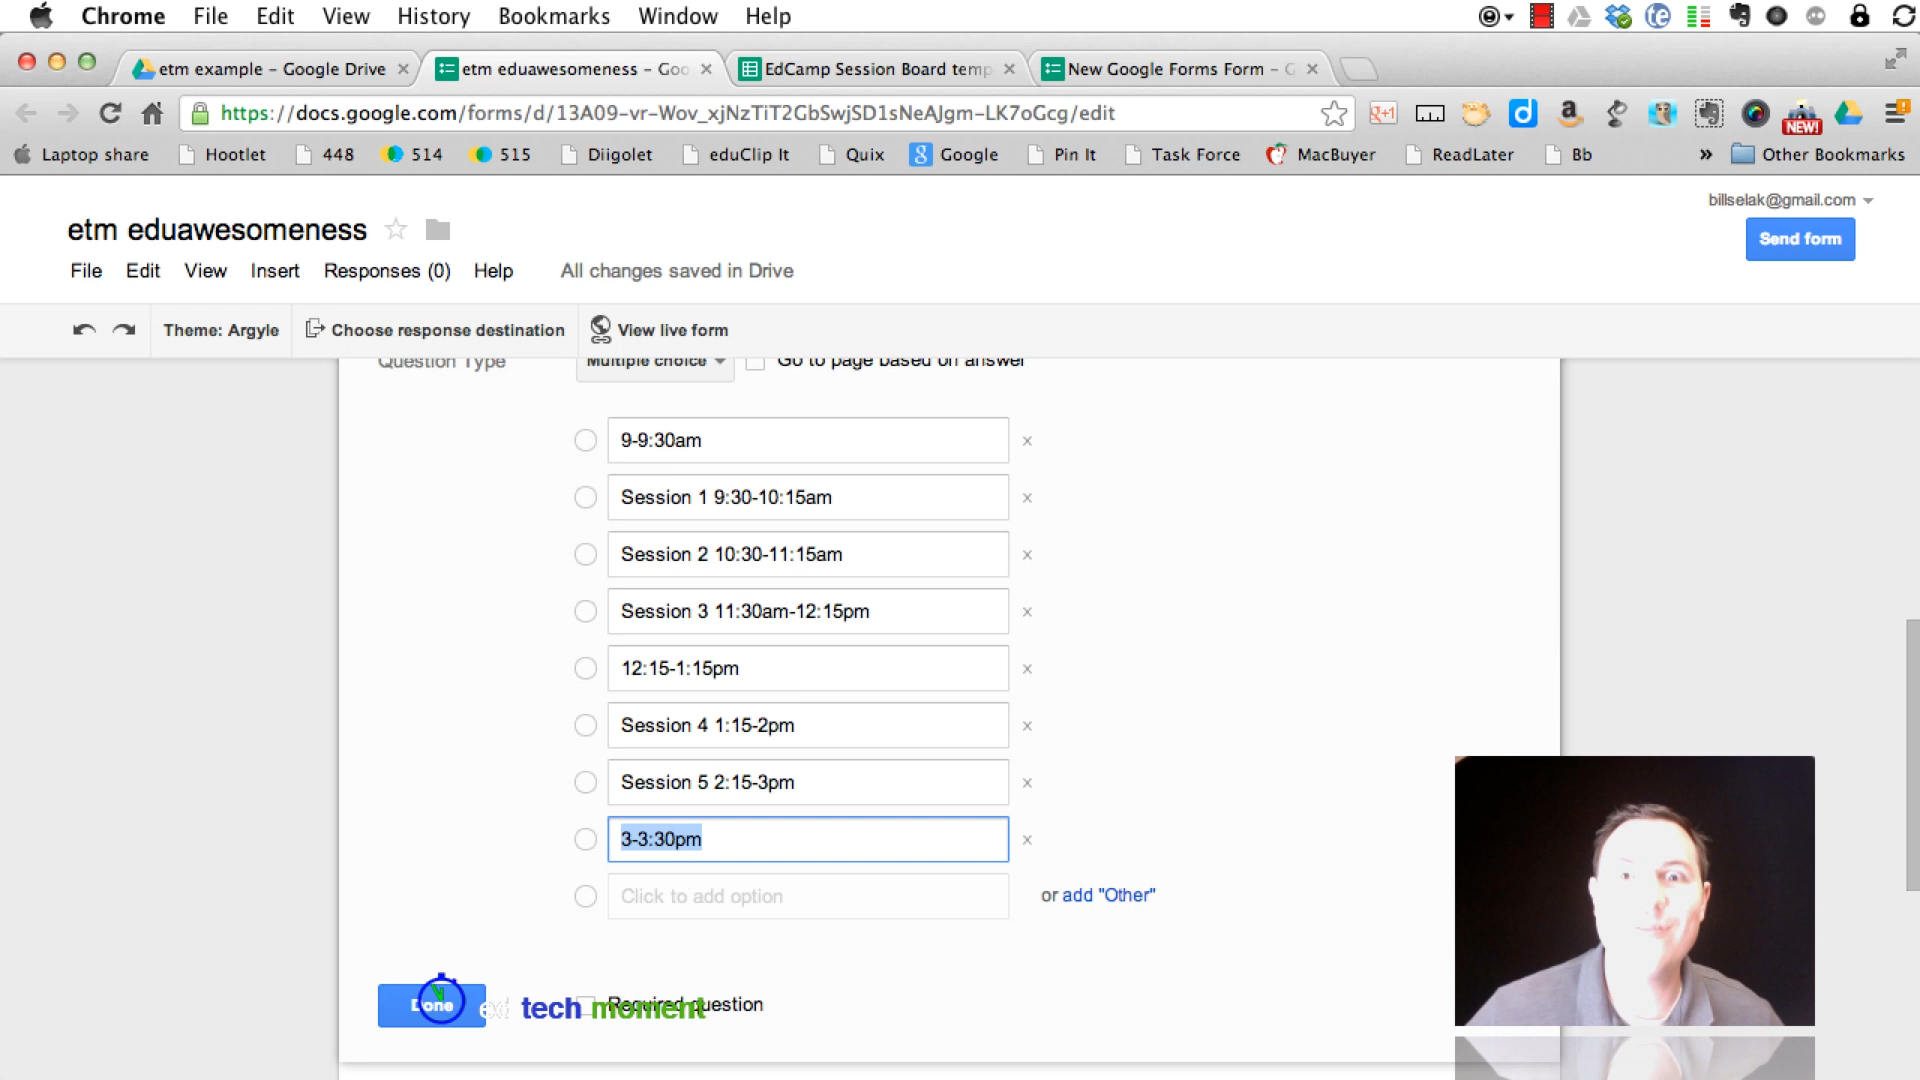 Chrome File Edit View History Bookmarks Window Help
etm example – Google Drive
etm eduawesomeness – Goo
EdCamp Session Board temp
New Google Forms Form – G
https://docs.google.com/forms/d/13A09-vr-Wov_xjNzTiT2GbSwjSD1sNeAJgm-LK7oGcg/edit
g+1
NEW!
Laptop share Hootlet 448 514 515 Diigolet eduClip It Quix Google Pin It Task Force MacBuyer ReadLater Bb » Other Bookmarks
billselak@gmail.com
etm eduawesomeness
Send form
File Edit View Insert Responses (0) Help All changes saved in Drive
Theme: Argyle Choose response destination View live form
Question Type Multiple choice Go to page based on answer
9-9:30am
Session 1 9:30-10:15am
Session 2 10:30-11:15am
Session 3 11:30am-12:15pm
12:15-1:15pm
Session 4 1:15-2pm
Session 5 2:15-3pm
3-3:30pm
Click to add option or add "Other"
Done Required question
ed tech moment